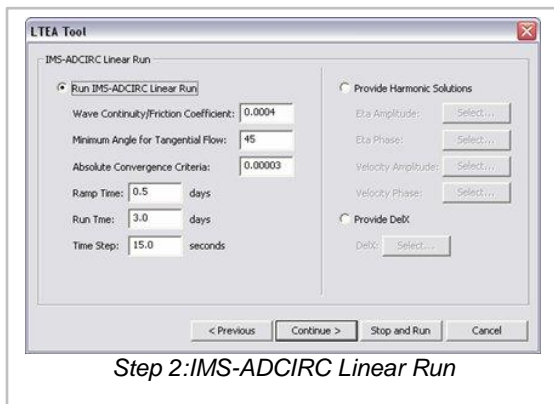 LTEA Tool
IMS-ADCIRC Linear Run
Run IMS-ADCIRC Linear Run
Wave Continuity/Friction Coefficient: 0.0004
Minimum Angle for Tangential Flow: 45
Absolute Convergence Criteria: 0.00003
Ramp Time: 0.5 days
Run Tme: 3.0 days
Time Step: 15.0 seconds
Provide Harmonic Solutions
Eta Amplitude: Select...
Eta Phase: Select...
Velocity Amplitude: Select...
Velocity Phase: Select...
Provide DelX
DelX: Select...
< Previous Continue > Stop and Run Cancel
Step 2:IMS-ADCIRC Linear Run